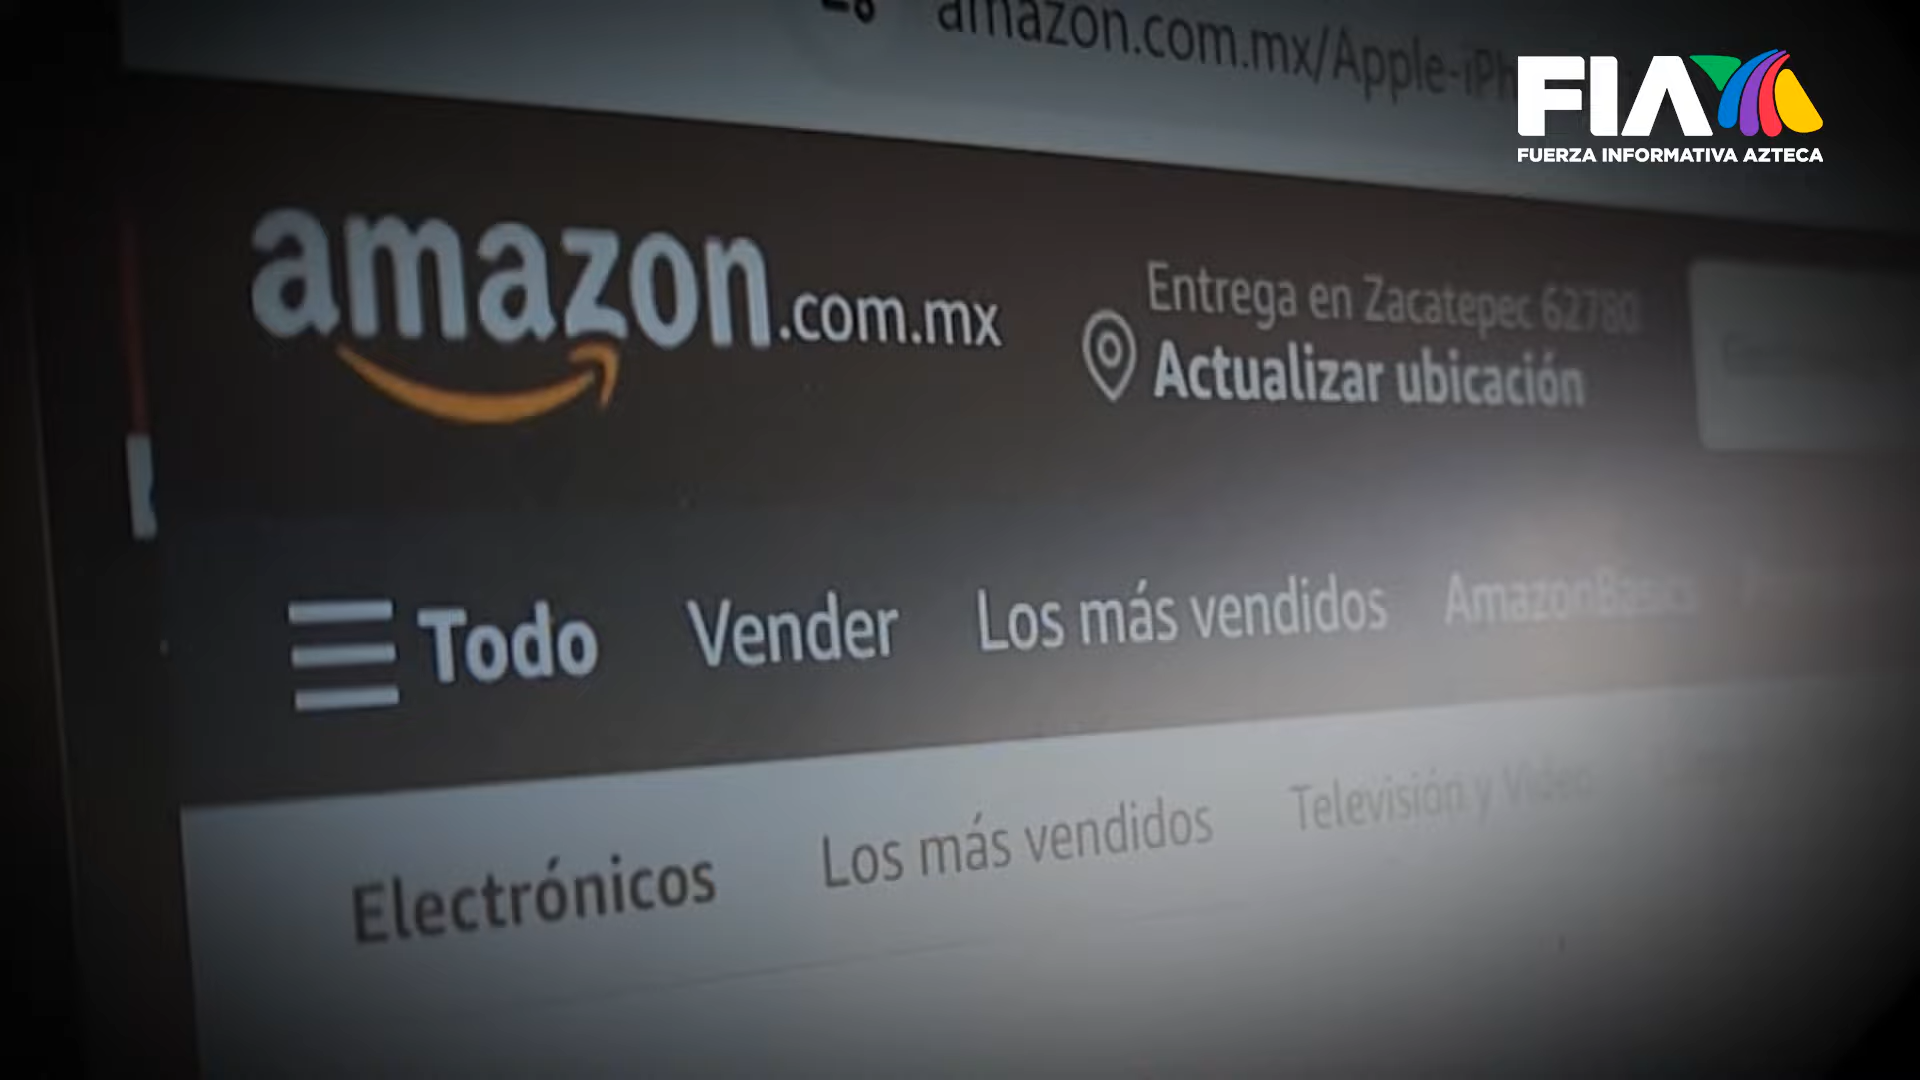 amazon.com.mx/Apple-iPh
FIA
FUERZA INFORMATIVA AZTECA
amazon.com.mx
Entrega en Zacatepec 62780
Actualizar ubicación
Todo Vender Los más vendidos AmazonBasics
Electrónicos Los más vendidos Televisión y Video